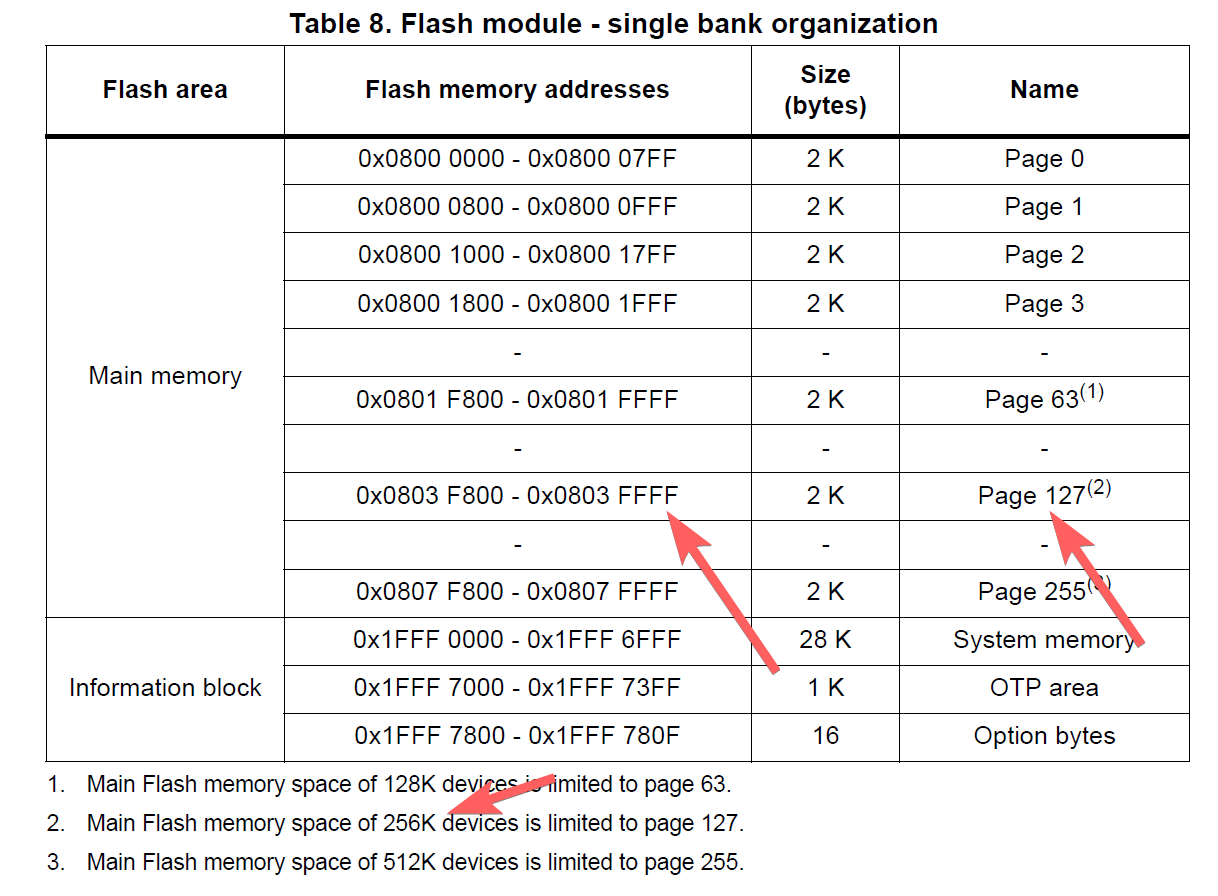 Table 8. Flash module - single bank organization
Flash area Flash memory addresses Size (bytes) Name
Main memory
0x0800 0000 - 0x0800 07FF 2 K Page 0
0x0800 0800 - 0x0800 0FFF 2 K Page 1
0x0800 1000 - 0x0800 17FF 2 K Page 2
0x0800 1800 - 0x0800 1FFF 2 K Page 3
- - -
0x0801 F800 - 0x0801 FFFF 2 K Page 63(1)
- - -
0x0803 F800 - 0x0803 FFFF 2 K Page 127(2)
- - -
0x0807 F800 - 0x0807 FFFF 2 K Page 255(3)
Information block
0x1FFF 0000 - 0x1FFF 6FFF 28 K System memory
0x1FFF 7000 - 0x1FFF 73FF 1 K OTP area
0x1FFF 7800 - 0x1FFF 780F 16 Option bytes
1. Main Flash memory space of 128K devices is limited to page 63.
2. Main Flash memory space of 256K devices is limited to page 127.
3. Main Flash memory space of 512K devices is limited to page 255.